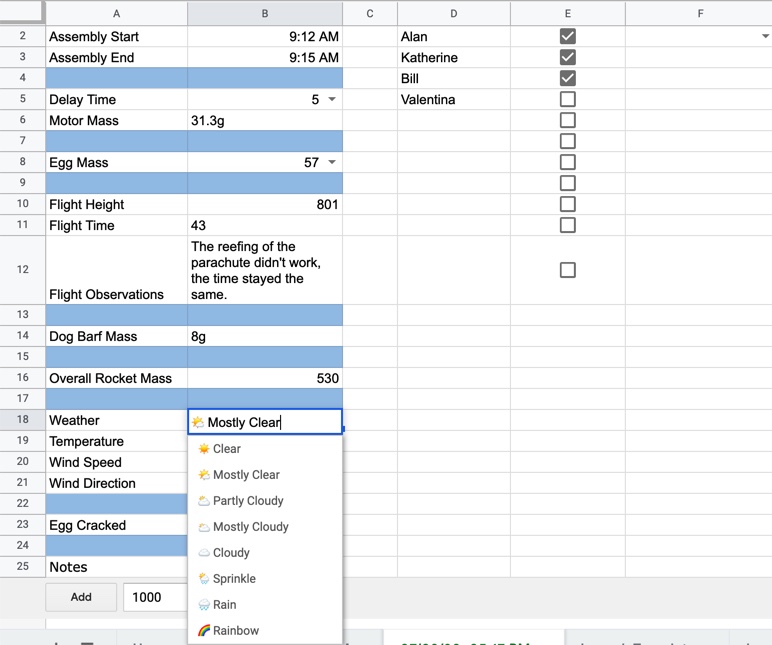 A B C D E F
2 Assembly Start 9:12 AM Alan
3 Assembly End 9:15 AM Katherine
4 Bill
5 Delay Time 5 Valentina
6 Motor Mass 31.3g
7
8 Egg Mass 57
9
10 Flight Height 801
11 Flight Time 43
The reefing of the
parachute didn't work,
12 the time stayed the
Flight Observations same.
13
14 Dog Barf Mass 8g
15
16 Overall Rocket Mass 530
17
18 Weather Mostly Clear
19 Temperature Clear
20 Wind Speed Mostly Clear
21 Wind Direction Partly Cloudy
22 Mostly Cloudy
23 Egg Cracked Cloudy
24 Sprinkle
25 Notes
Add 1000 Rain
Rainbow